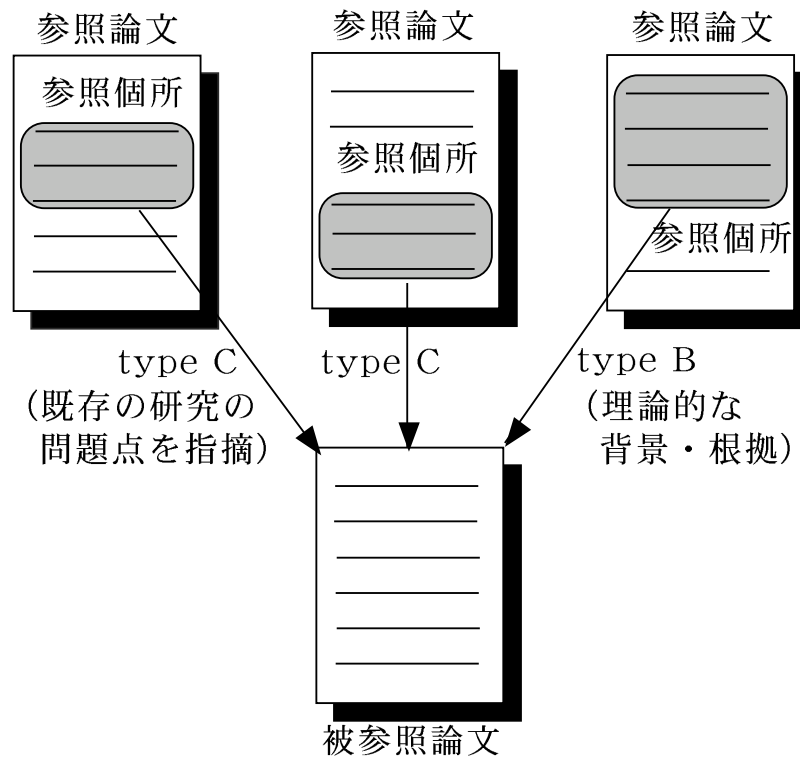 参照論文
参照論文
参照論文
参照個所
参照個所
参照個所
type C
(既存の研究の
問題点を指摘)
type C
type B
(理論的な
背景・根拠)
被参照論文